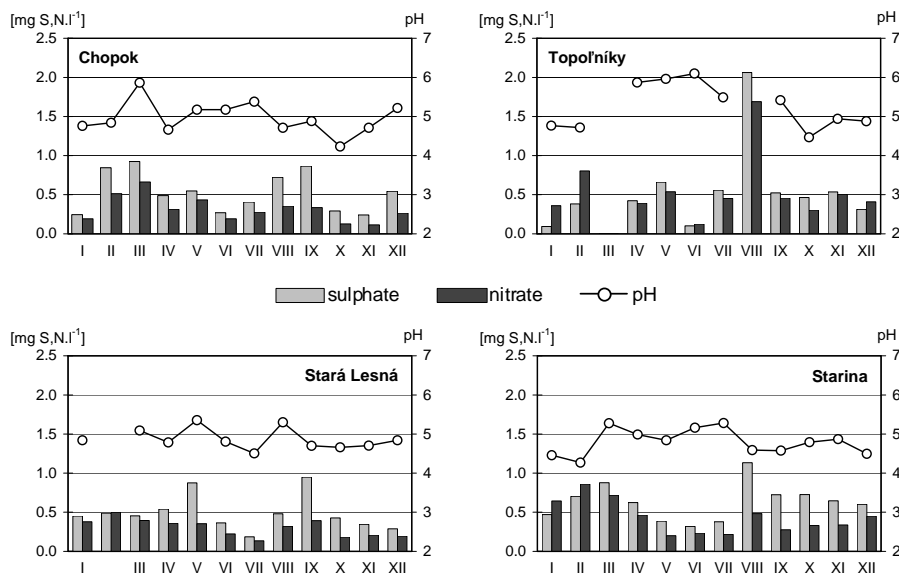 [mg S,N.l-1] pH [mg S,N.l-1] pH
2.5 7 2.5 7
Chopok Topoľníky
2.0 6 2.0 6
1.5 5 1.5 5
1.0 4 1.0 4
0.5 3 0.5 3
0.0 2 0.0 2
I II III IV V VI VII VIII IX X XI XII I II III IV V VI VII VIII IX X XI XII
sulphate nitrate pH
[mg S,N.l-1] pH [mg S,N.l-1] pH
2.5 7 2.5 7
Stará Lesná Starina
2.0 6 2.0 6
1.5 5 1.5 5
1.0 4 1.0 4
0.5 3 0.5 3
0.0 2 0.0 2
I III IV V VI VII VIII IX X XI XII I II III IV V VI VII VIII IX X XI XII